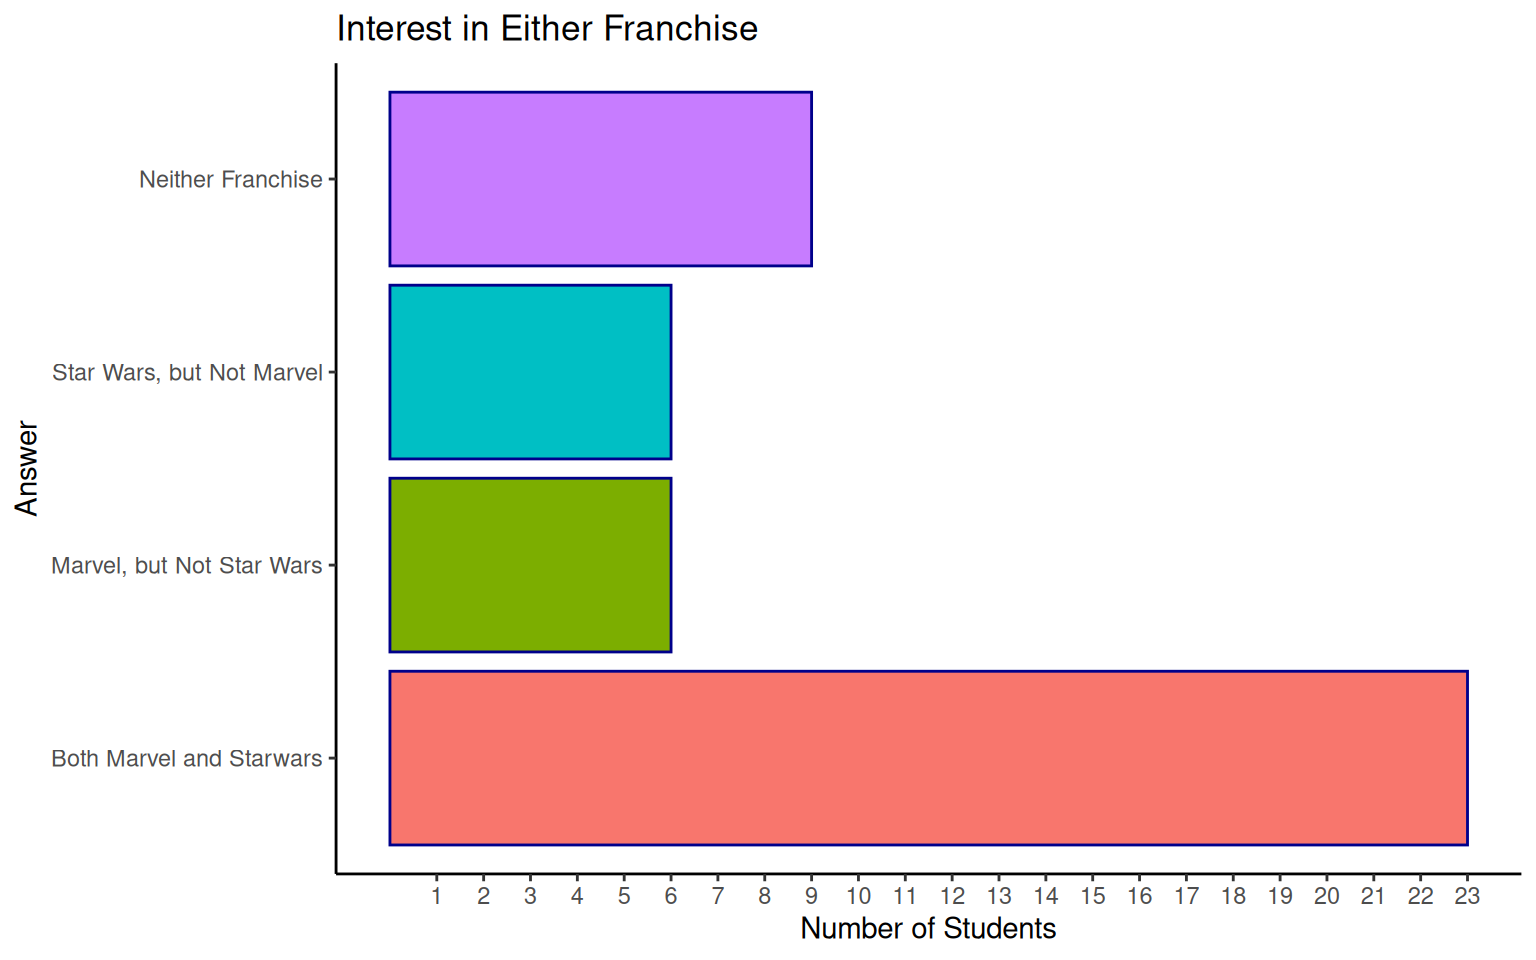 Interest in Either Franchise
Neither Franchise
Star Wars, but Not Marvel
Marvel, but Not Star Wars
Both Marvel and Starwars
Answer
1 2 3 4 5 6 7 8 9 10 11 12 13 14 15 16 17 18 19 20 21 22 23
Number of Students